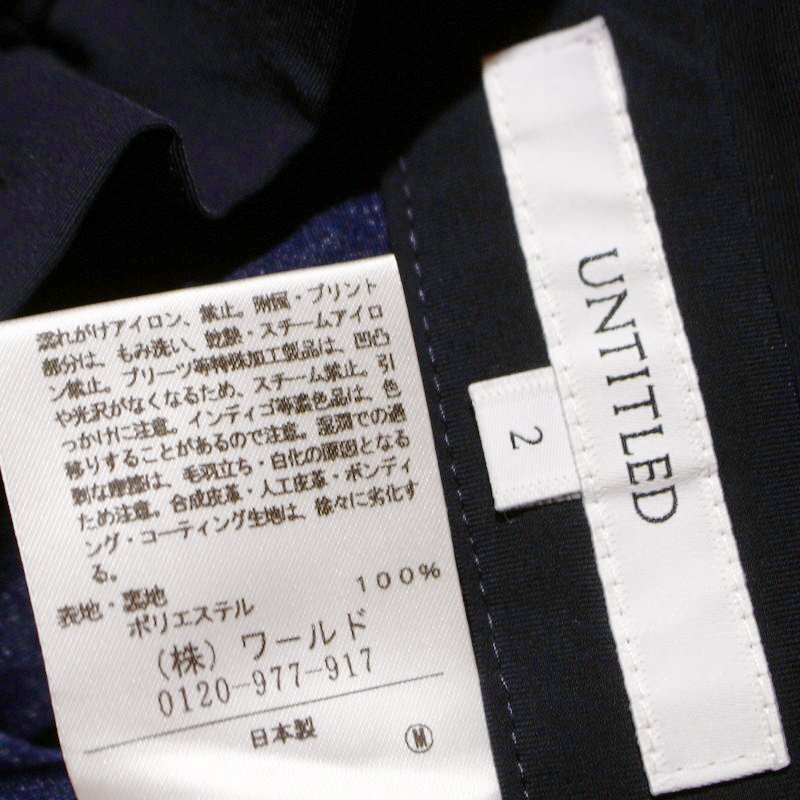 濡れがけアイロン、禁止。附属・プリント
部分は、もみ洗い、乾熱・スチームアイロ
ン禁止。プリーツ等特殊加工製品は、凹凸
や光沢がなくなるため、スチーム禁止。引
っかけに注意。インディゴ等濃色品は、色
移りすることがあるので注意。湿潤での過
剰な摩擦は、毛羽立ち・白化の原因となる
ため注意。合成皮革・人工皮革・ボンディ
ング・コーティング生地は、徐々に劣化す
る。
表地・裏地
ポリエステル 100%
(株) ワールド
0120-977-917
日本製 M
UNTITLED
2